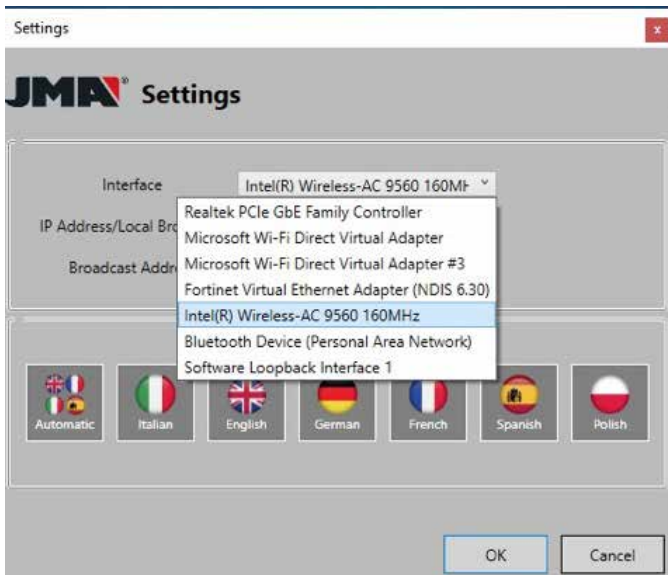 Settings
x
JMA® Settings
Interface
Intel(R) Wireless-AC 9560 160MH
Realtek PCIe GbE Family Controller
IP Address/Local Bro
Microsoft Wi-Fi Direct Virtual Adapter
Broadcast Addre
Microsoft Wi-Fi Direct Virtual Adapter #3
Fortinet Virtual Ethernet Adapter (NDIS 6.30)
Intel(R) Wireless-AC 9560 160MHz
Bluetooth Device (Personal Area Network)
Software Loopback Interface 1
Automatic Italian English German French Spanish Polish
OK Cancel